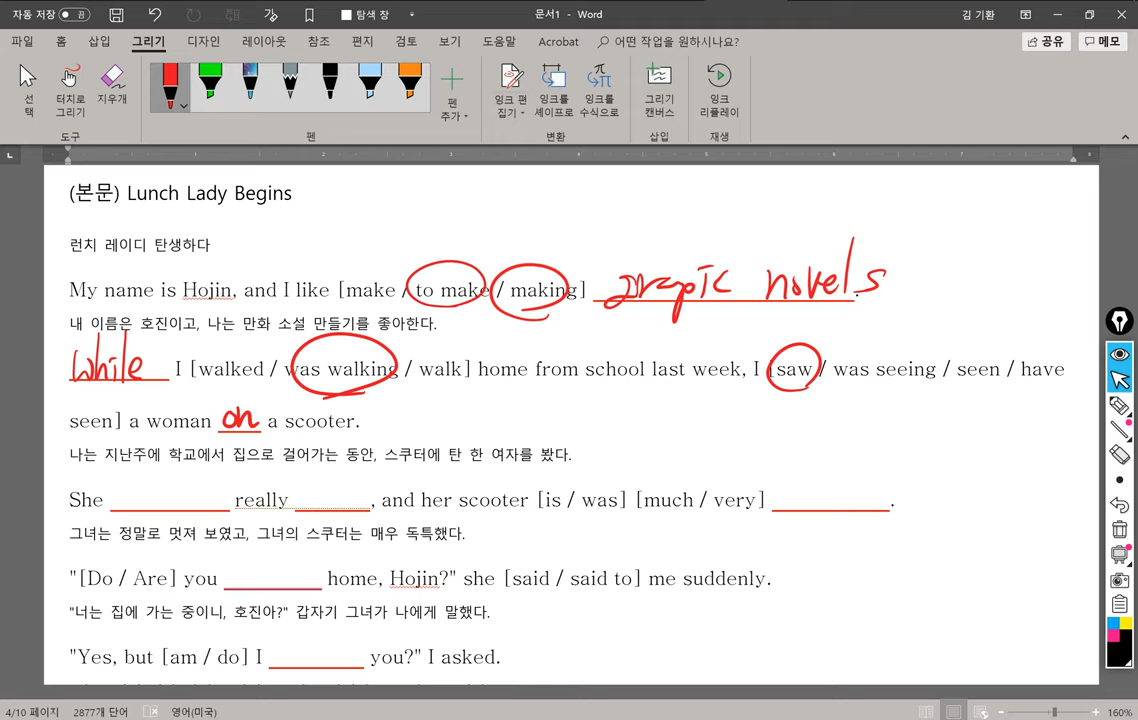 자동 저장 끔 탐색 창 문서1 - Word 김 기환
파일 홈 삽입 그리기 디자인 레이아웃 참조 편지 검토 보기 도움말 Acrobat 어떤 작업을 원하시나요? 공유 메모
선택 터치로 그리기 지우개 펜 추가 잉크 편집기 잉크를 셰이프로 잉크를 수식으로 그리기 캔버스 잉크 리플레이
도구 펜 변환 삽입 재생
(본문) Lunch Lady Begins
런치 레이디 탄생하다
My name is Hojin, and I like [make / to make / making] novels.
내 이름은 호진이고, 나는 만화 소설 만들기를 좋아한다.
While I [walked / was walking / walk] home from school last week, I [saw / was seeing / seen / have
seen] a woman on a scooter.
나는 지난주에 학교에서 집으로 걸어가는 동안, 스쿠터에 탄 한 여자를 봤다.
She really , and her scooter [is / was] [much / very] .
그녀는 정말로 멋져 보였고, 그녀의 스쿠터는 매우 독특했다.
"[Do / Are] you home, Hojin?" she [said / said to] me suddenly.
"너는 집에 가는 중이니, 호진아?" 갑자기 그녀가 나에게 말했다.
"Yes, but [am / do] I you?" I asked.
4/10 페이지 2877개 단어 영어(미국) 160%